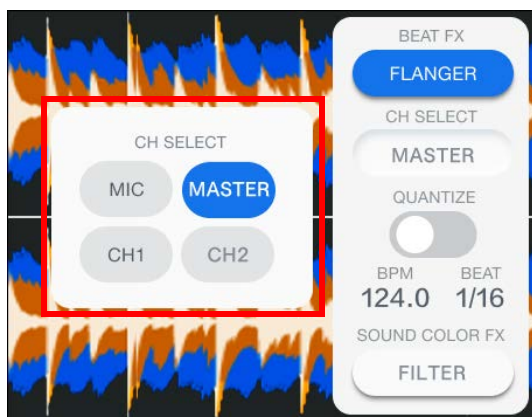 CH SELECT
MIC MASTER
CH1 CH2
BEAT FX
FLANGER
CH SELECT
MASTER
QUANTIZE
BPM BEAT
124.0 1/16
SOUND COLOR FX
FILTER